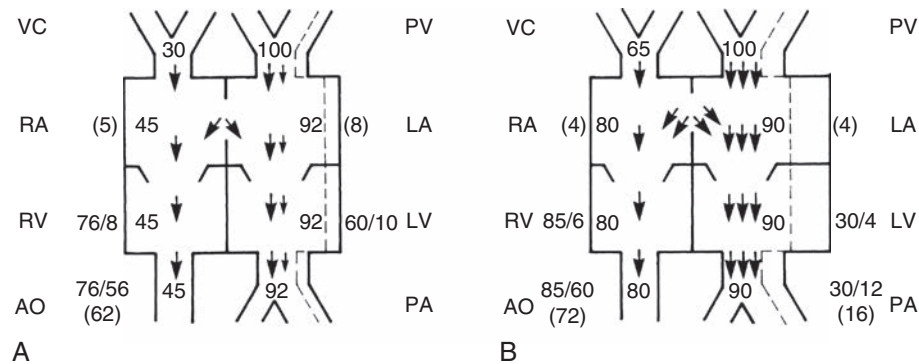 VC 30 100 PV
RA (5) 45 92 (8) LA
RV 76/8 45 92 60/10 LV
76/56
AO (62) 45 92 PA
A
VC 65 100 PV
RA (4) 80 90 (4) LA
RV 85/6 80 90 30/4 LV
85/60 30/12
AO (72) 80 90 (16) PA
B